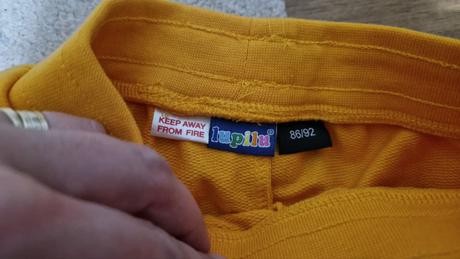 KEEP AWAY
FROM FIRE
lupilu®
86/92